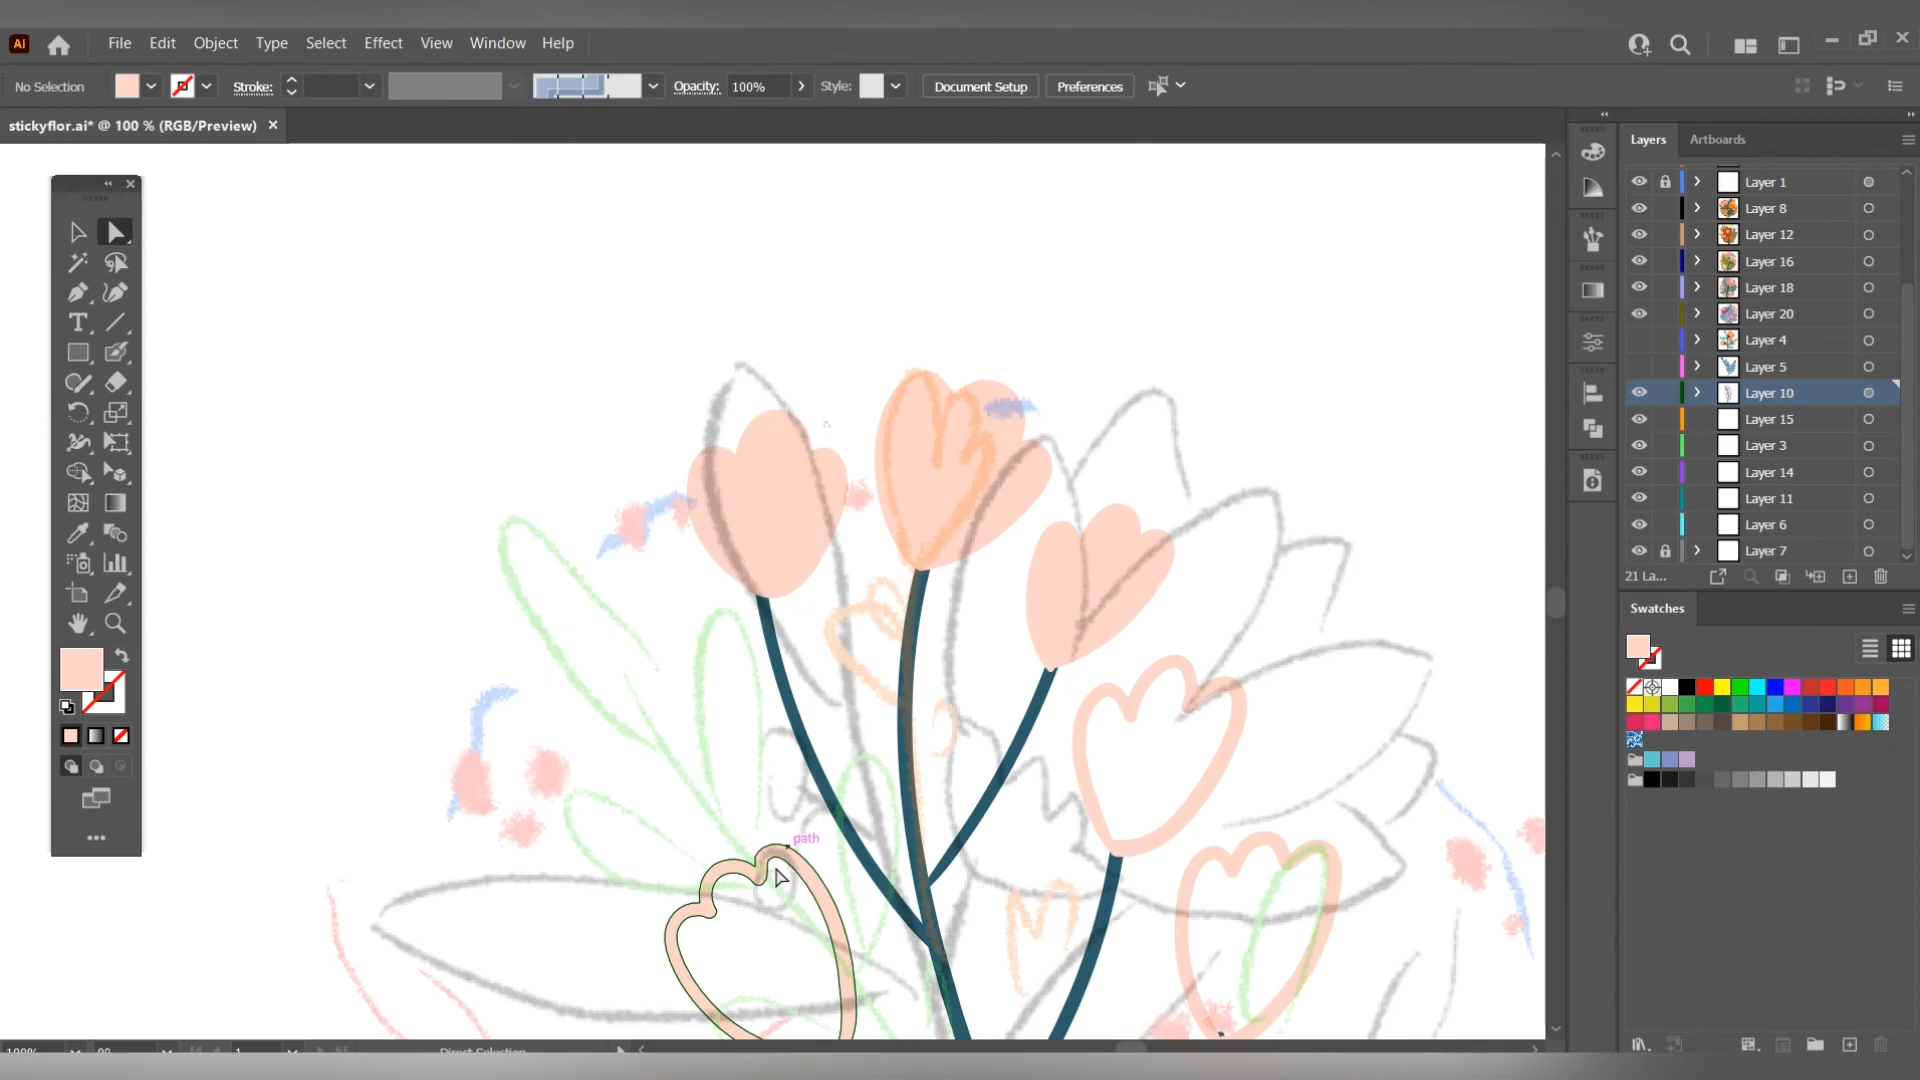 Ai File Edit Object Type Select Effect View Window Help
No Selection Stroke: Opacity: 100% Style: Document Setup Preferences
stickyflor.ai* @ 100 % (RGB/Preview)
Layers Artboards
Layer 1
Layer 8
Layer 12
Layer 16
Layer 18
Layer 20
Layer 4
Layer 5
Layer 10
Layer 15
Layer 3
Layer 14
Layer 11
Layer 6
Layer 7
21 La...
Swatches
path
100% Direct Selection